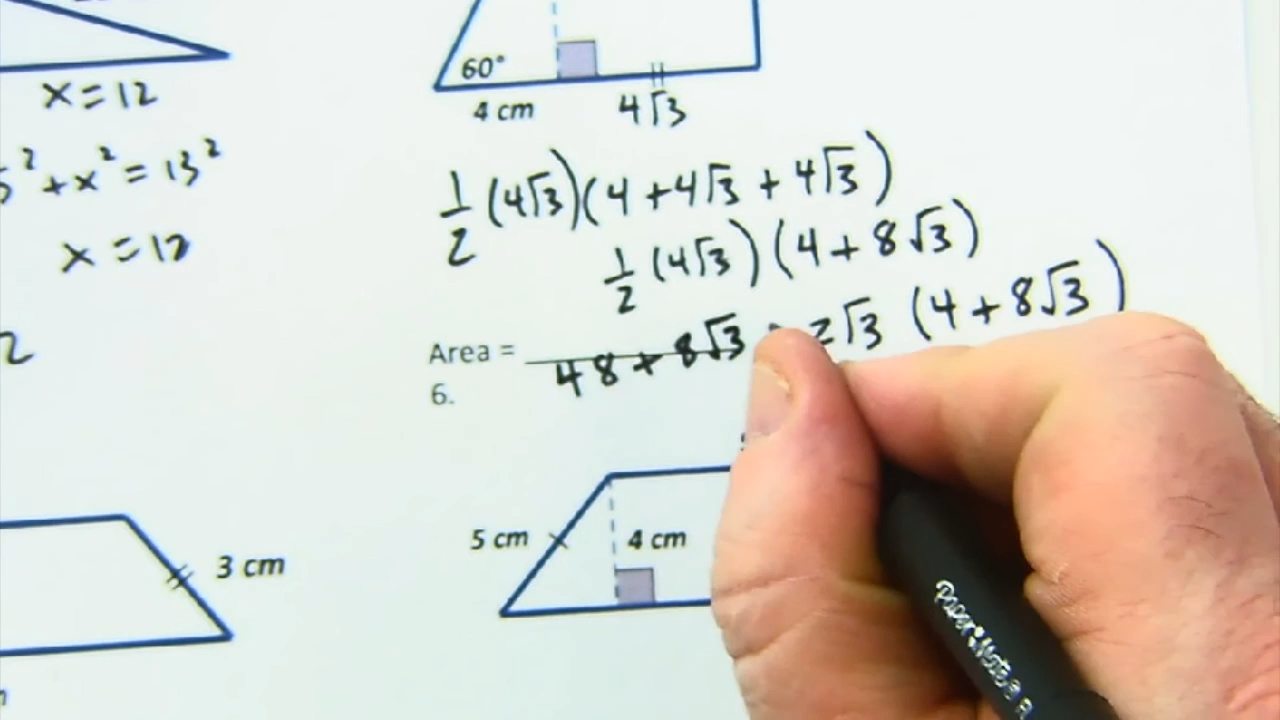 60°
x = 12
4 cm
4√3
5² + x² = 13²
1/2 (4√3)(4 + 4√3 + 4√3)
x = 12
1/2 (4√3)(4 + 8√3)
2√3 (4 + 8√3)
Area =
48 + 8√3
2
6.
5 cm
4 cm
3 cm
Paper Mate